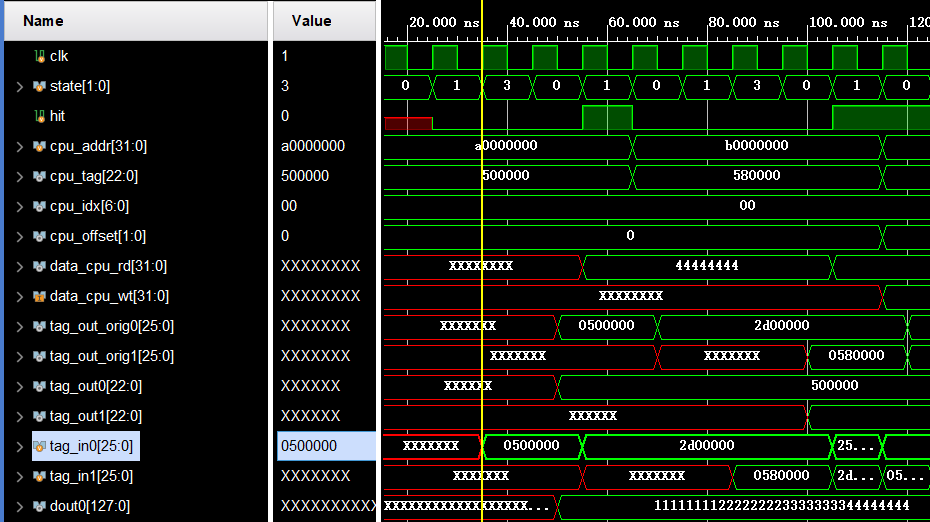 Name Value 20.000 ns 40.000 ns 60.000 ns 80.000 ns 100.000 ns 120
clk 1
state[1:0] 3 0 1 3 0 1 0 1 3 0 1 0
hit 0
cpu_addr[31:0] a0000000 a0000000 b0000000
cpu_tag[22:0] 500000 500000 580000
cpu_idx[6:0] 00 00
cpu_offset[1:0] 0 0
data_cpu_rd[31:0] XXXXXXXX XXXXXXXX 44444444
data_cpu_wt[31:0] XXXXXXXX XXXXXXXX
tag_out_orig0[25:0] XXXXXXX XXXXXXX 0500000 2d00000
tag_out_orig1[25:0] XXXXXXX XXXXXXX XXXXXXX 0580000
tag_out0[22:0] XXXXXX XXXXXX 500000
tag_out1[22:0] XXXXXX XXXXXX
tag_in0[25:0] 0500000 XXXXXXX 0500000 2d00000 25...
tag_in1[25:0] XXXXXXX XXXXXXX XXXXXXX 0580000 2d... 05...
dout0[127:0] XXXXXXXXXX XXXXXXXXXXXXXXXXXX... 11111111222222223333333344444444